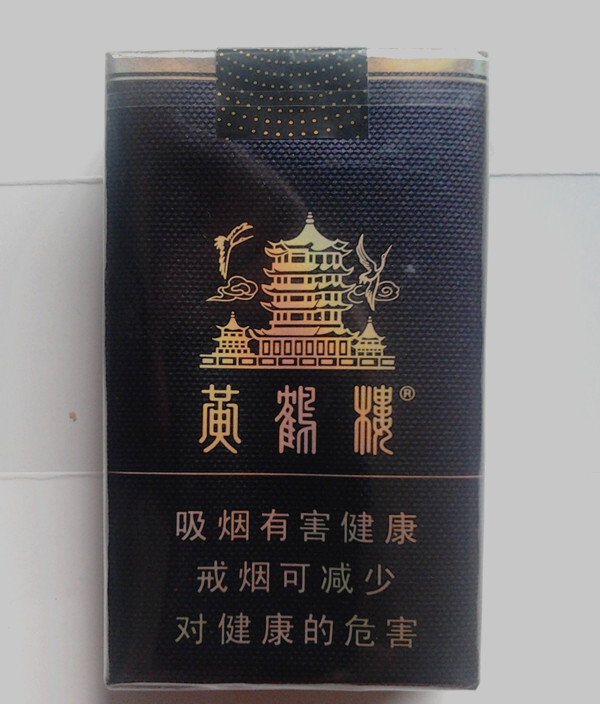 黄鹤楼®
吸烟有害健康
戒烟可减少
对健康的危害